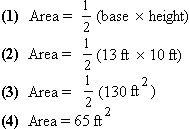 (1) Area = 1/2 (base × height)
(2) Area = 1/2 (13 ft × 10 ft)
(3) Area = 1/2 (130 ft²)
(4) Area = 65 ft²